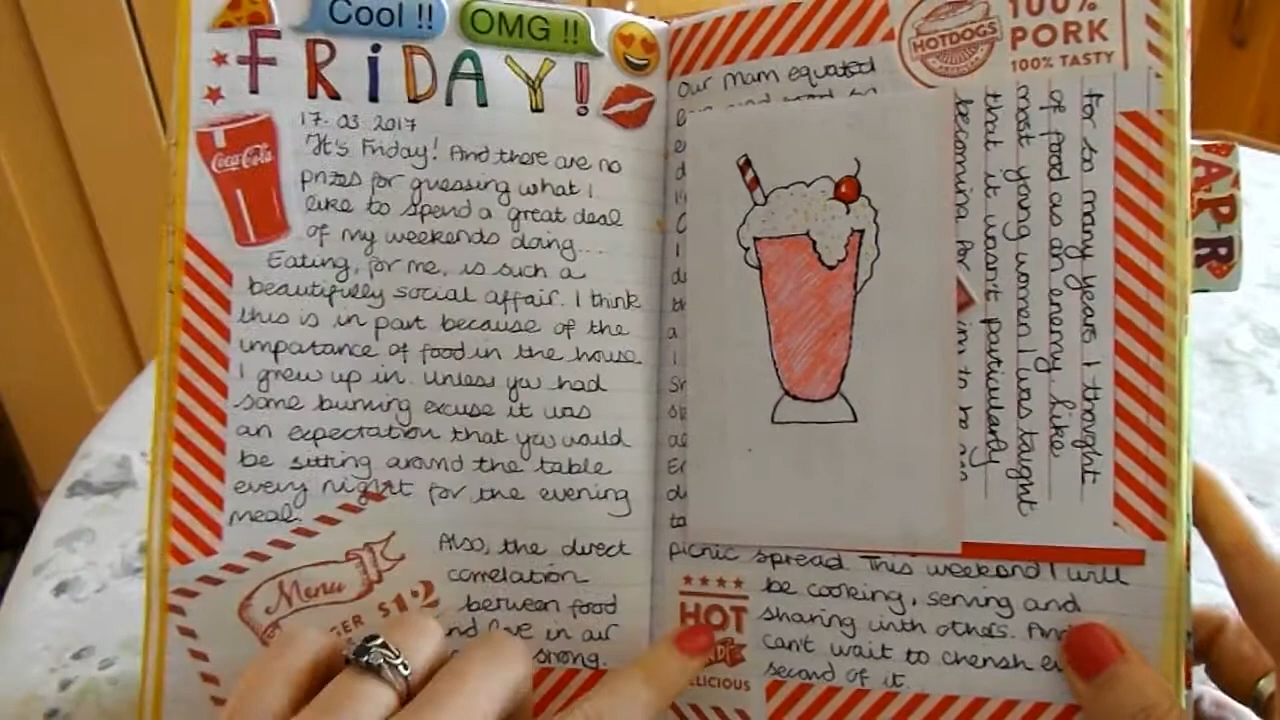 Cool !!
OMG !!
FRiDAY!
17.03.2017
Coca-Cola
It's Friday! And there are no
prizes for guessing what I
like to spend a great deal
of my weekends doing...
Eating, for me, is such a
beautifully social affair. I think
this is in part because of the
importance of food in the house
I grew up in. Unless you had
some burning excuse it was
an expectation that you would
be sitting around the table
every night for the evening
meal.
Also, the direct
correlation
between food
and love in our
strong.
Menu
$1.2
our Mam equated
HOTDOGS
100%
PORK
100% TASTY
For so many years I thought
of food as an enemy, like
most young women I was taught
that it wasn't particularly
becoming for
picnic spread. This weekend I will
be cooking, serving and
sharing with others. And
can't wait to cherish
second of it.
HOT